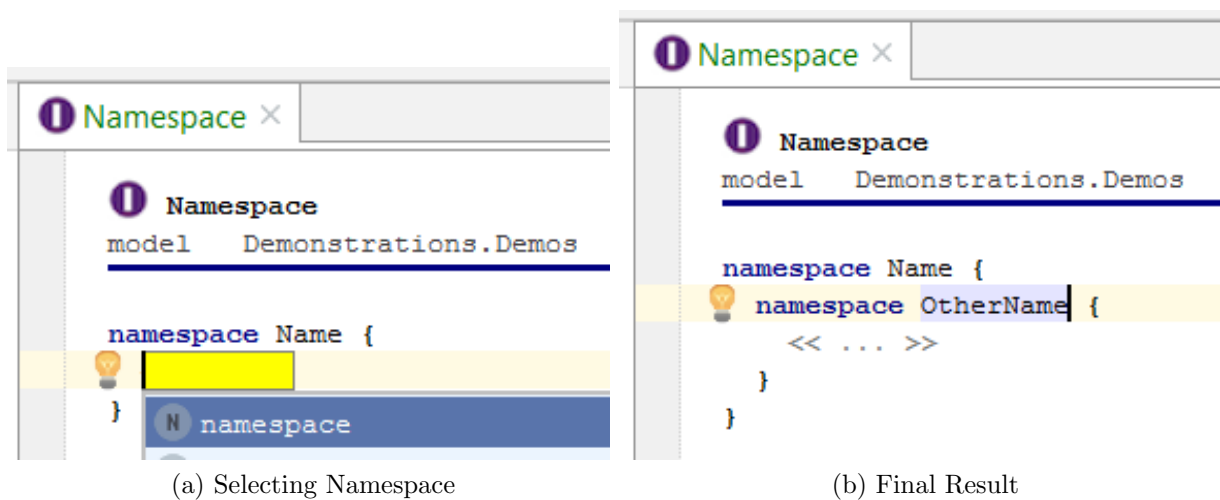 Namespace
Namespace
model Demonstrations.Demos
namespace Name {
}
N namespace
(a) Selecting Namespace
Namespace
Namespace
model Demonstrations.Demos
namespace Name {
namespace OtherName {
<< ... >>
}
}
(b) Final Result